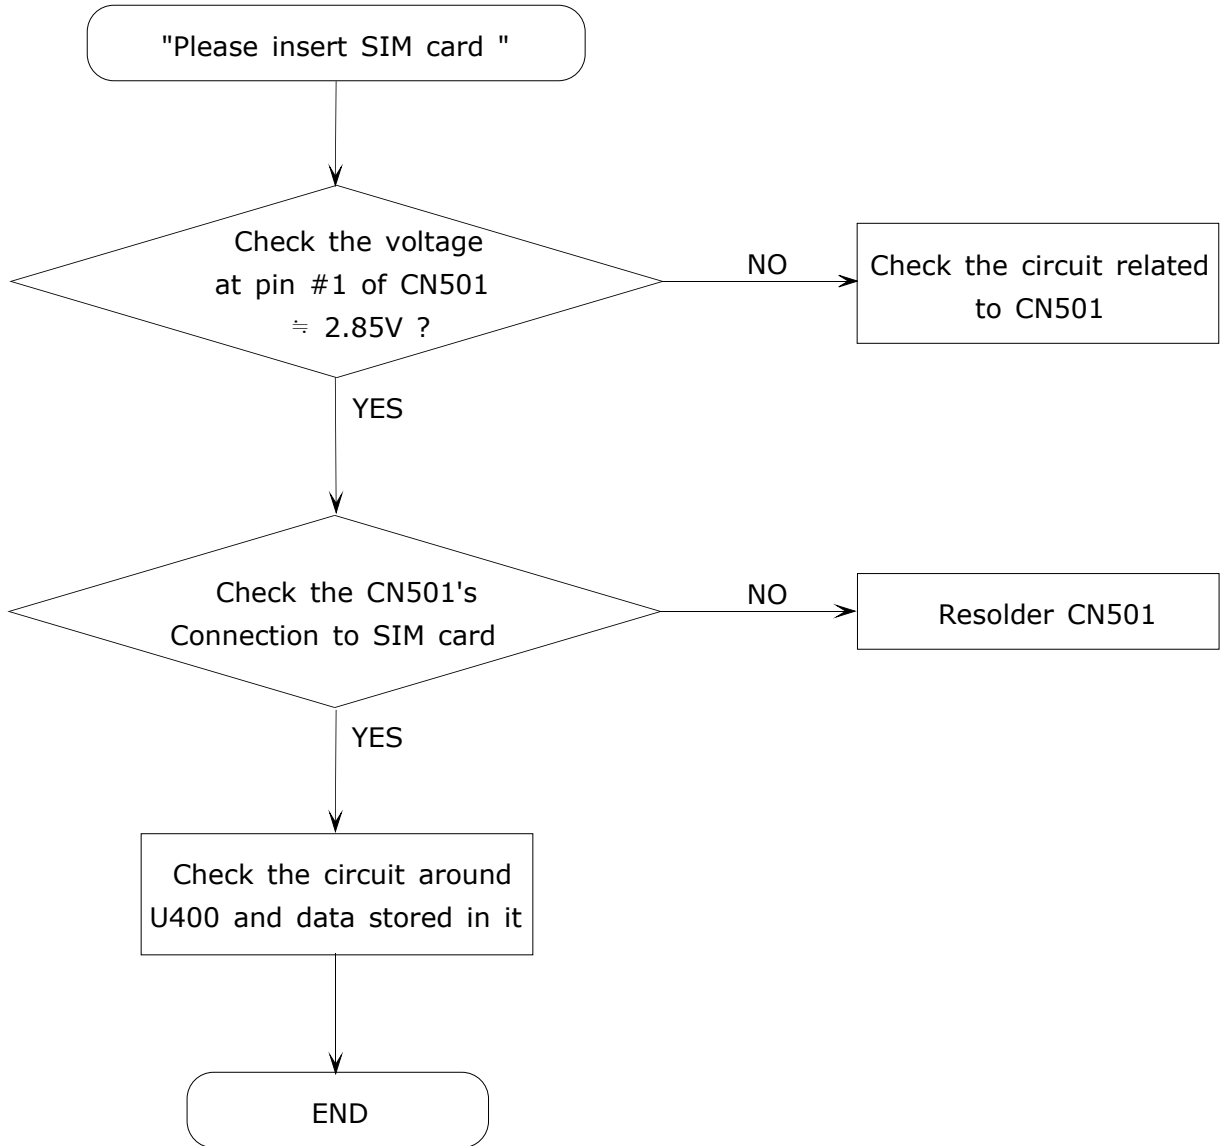 "Please insert SIM card "
Check the voltage
at pin #1 of CN501
≒ 2.85V ?
NO
Check the circuit related
to CN501
YES
Check the CN501's
Connection to SIM card
NO
Resolder CN501
YES
Check the circuit around
U400 and data stored in it
END